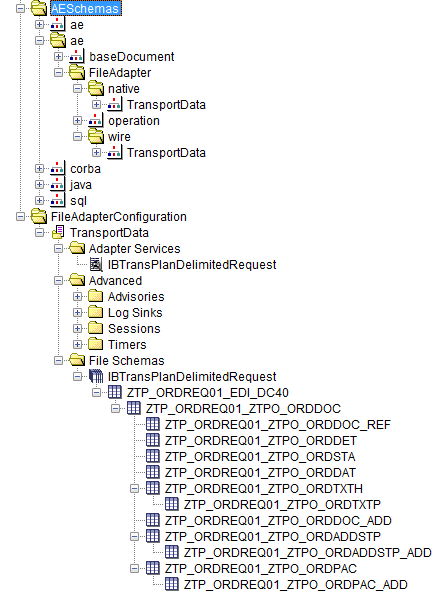 AESchemas
ae
ae
baseDocument
FileAdapter
native
TransportData
operation
wire
TransportData
corba
java
sql
FileAdapterConfiguration
TransportData
Adapter Services
IBTransPlanDelimitedRequest
Advanced
Advisories
Log Sinks
Sessions
Timers
File Schemas
IBTransPlanDelimitedRequest
ZTP_ORDREQ01_EDI_DC40
ZTP_ORDREQ01_ZTPO_ORDDOC
ZTP_ORDREQ01_ZTPO_ORDDOC_REF
ZTP_ORDREQ01_ZTPO_ORDDET
ZTP_ORDREQ01_ZTPO_ORDSTA
ZTP_ORDREQ01_ZTPO_ORDDAT
ZTP_ORDREQ01_ZTPO_ORDTXTH
ZTP_ORDREQ01_ZTPO_ORDTXTP
ZTP_ORDREQ01_ZTPO_ORDDOC_ADD
ZTP_ORDREQ01_ZTPO_ORDADDSTP
ZTP_ORDREQ01_ZTPO_ORDADDSTP_ADD
ZTP_ORDREQ01_ZTPO_ORDPAC
ZTP_ORDREQ01_ZTPO_ORDPAC_ADD